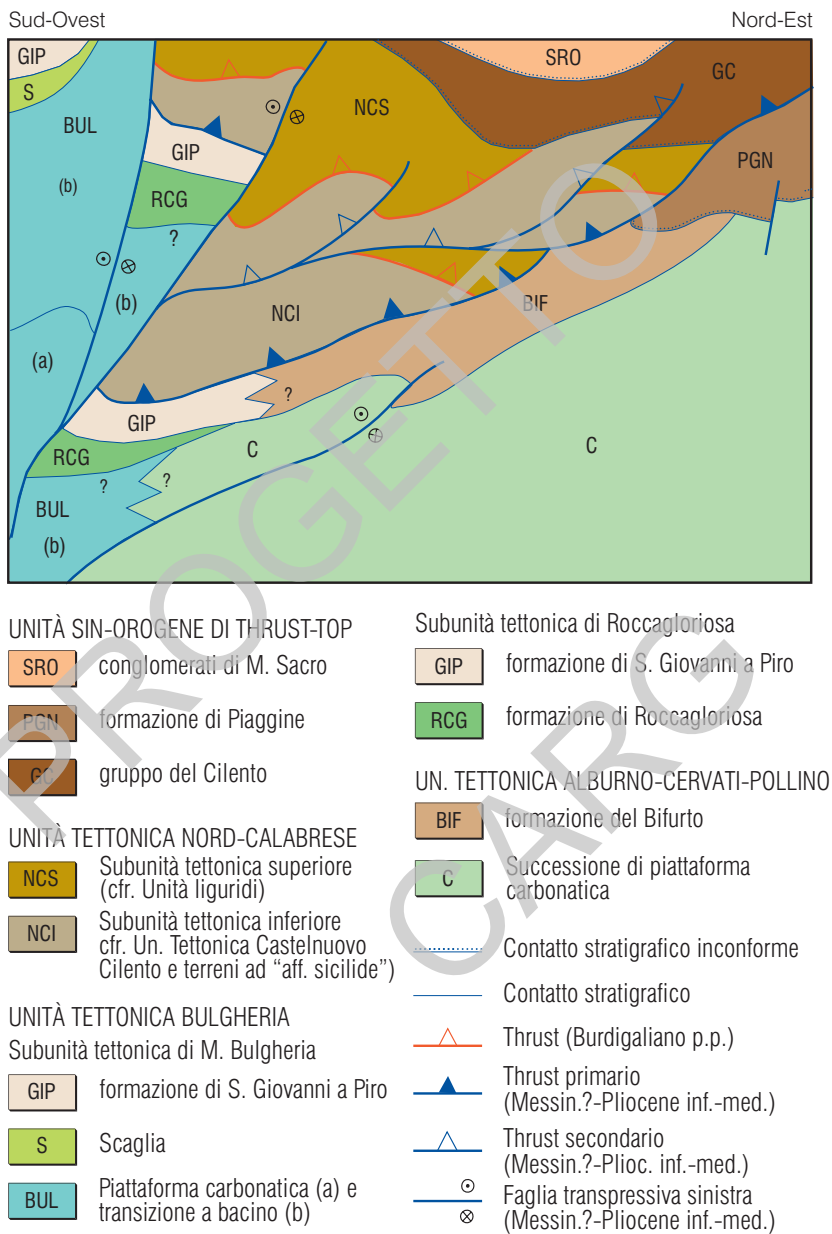 Sud-Ovest
Nord-Est
GIP
S
BUL
(b)
GIP
RCG
?
(b)
(a)
NCS
SRO
GC
PGN
NCI
BIF
?
GIP
RCG
?
?
BUL
(b)
C
C
UNITÀ SIN-OROGENE DI THRUST-TOP
SRO conglomerati di M. Sacro
PGN formazione di Piaggine
GC gruppo del Cilento
UNITÀ TETTONICA NORD-CALABRESE
NCS Subunità tettonica superiore
(cfr. Unità liguridi)
NCI Subunità tettonica inferiore
cfr. Un. Tettonica Castelnuovo
Cilento e terreni ad “aff. sicilide”)
UNITÀ TETTONICA BULGHERIA
Subunità tettonica di M. Bulgheria
GIP formazione di S. Giovanni a Piro
S Scaglia
BUL Piattaforma carbonatica (a) e
transizione a bacino (b)
Subunità tettonica di Roccagloriosa
GIP formazione di S. Giovanni a Piro
RCG formazione di Roccagloriosa
UN. TETTONICA ALBURNO-CERVATI-POLLINO
BIF formazione del Bifurto
C Successione di piattaforma
carbonatica
Contatto stratigrafico inconforme
Contatto stratigrafico
Thrust (Burdigaliano p.p.)
Thrust primario
(Messin.?-Pliocene inf.-med.)
Thrust secondario
(Messin.?-Plioc. inf.-med.)
Faglia transpressiva sinistra
(Messin.?-Pliocene inf.-med.)
PROGETTO
CARG